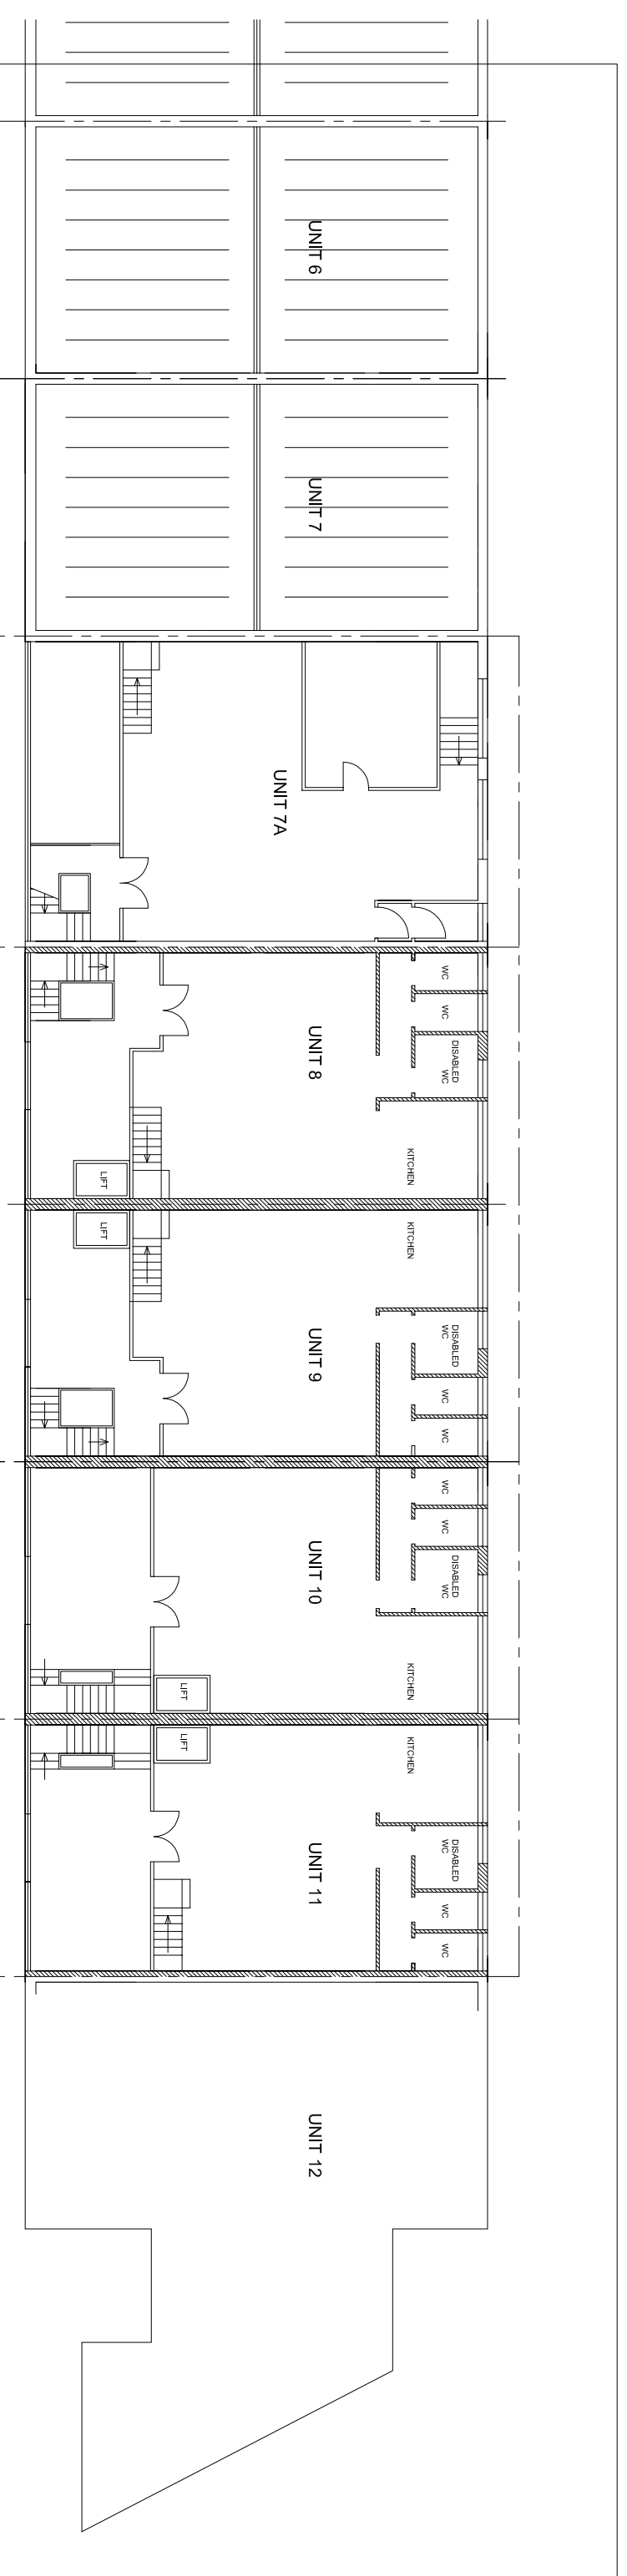 UNIT 6
UNIT 7
UNIT 7A
WC
WC
DISABLED
WC
UNIT 8
KITCHEN
LIFT
LIFT
KITCHEN
DISABLED
WC
UNIT 9
WC
WC
WC
WC
DISABLED
WC
UNIT 10
KITCHEN
LIFT
LIFT
KITCHEN
DISABLED
WC
UNIT 11
WC
WC
UNIT 12